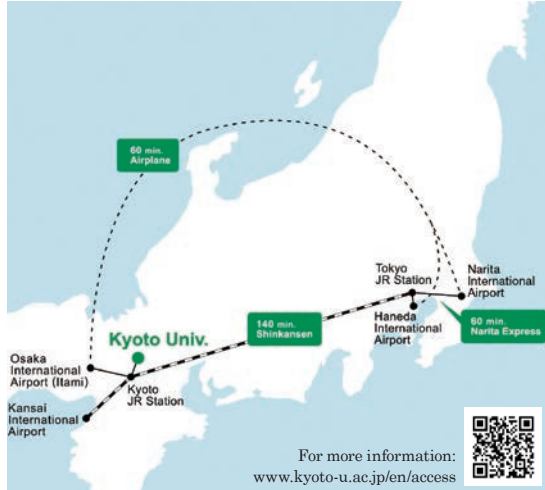 60 min.
Airplane
Tokyo
JR Station
Narita
International
Airport
Haneda
International
Airport
60 min.
Narita Express
140 min.
Shinkansen
Kyoto Univ.
Osaka
International
Airport (Itami)
Kyoto
JR Station
Kansai
International
Airport
For more information:
www.kyoto-u.ac.jp/en/access